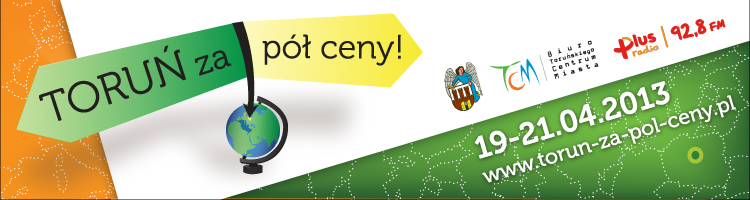 TORUŃ za pół ceny!
TCM
Biuro
Toruńskiego
Centrum
Miasta
plus
radio
92,8 FM
19-21.04.2013
www.torun-za-pol-ceny.pl